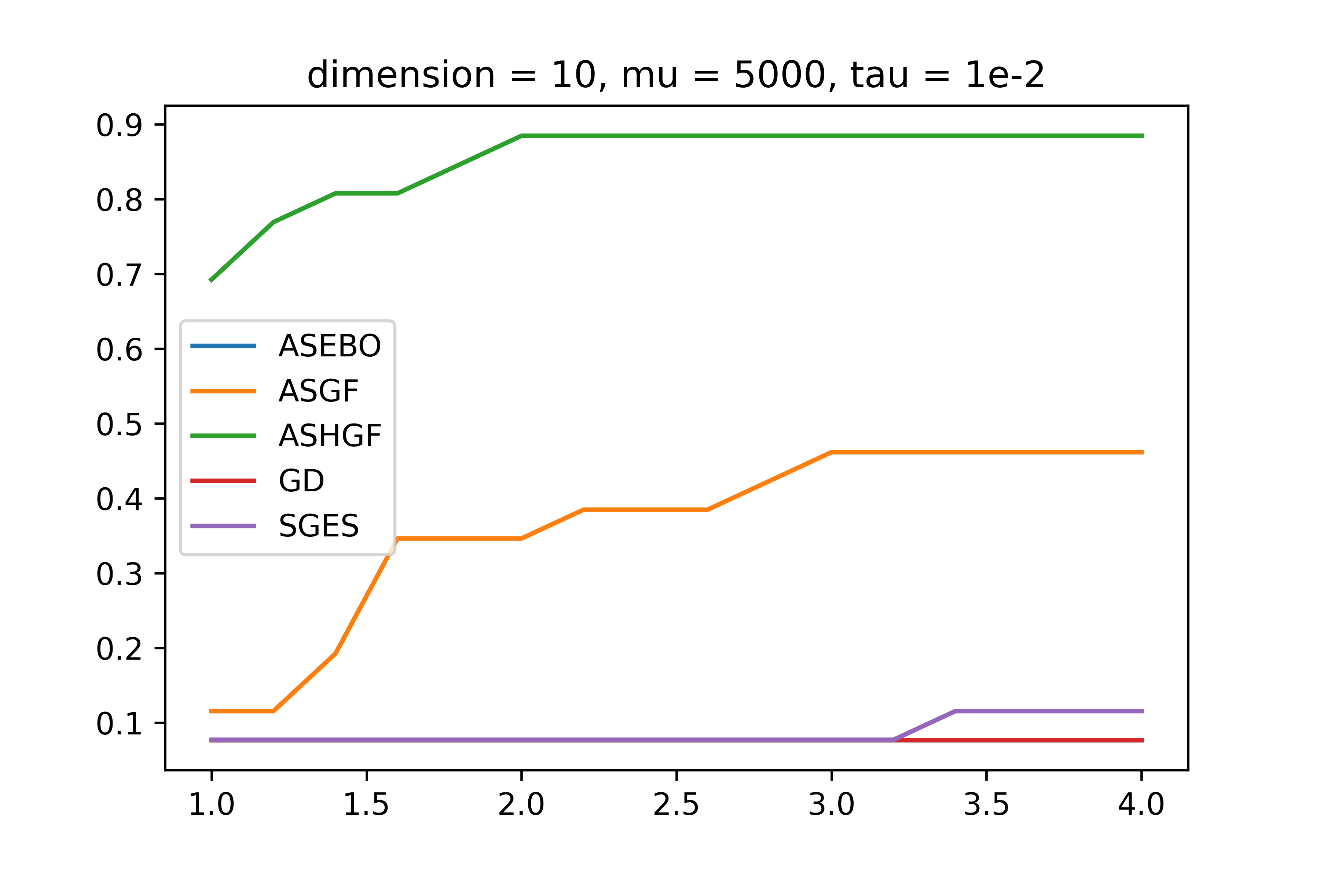 dimension = 10, mu = 5000, tau = 1e-2
0.9
0.8
0.7
0.6
0.5
0.4
0.3
0.2
0.1
ASEBO
ASGF
ASHGF
GD
SGES
1.0 1.5 2.0 2.5 3.0 3.5 4.0